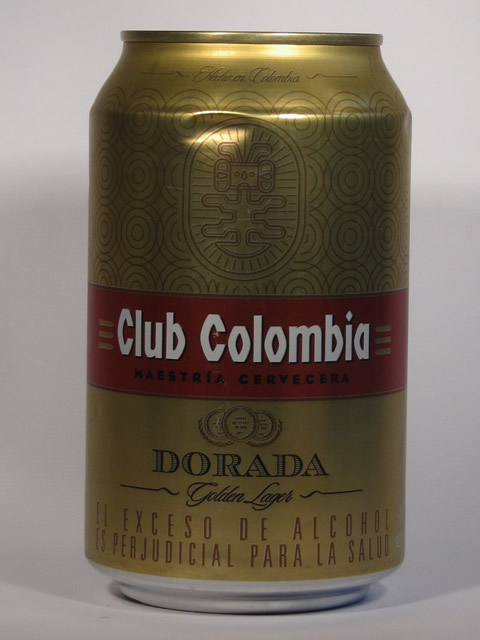 Hecho en Colombia
Club Colombia
MAESTRÍA CERVECERA
DORADA
Golden Lager
EL EXCESO DE ALCOHOL
ES PERJUDICIAL PARA LA SALUD